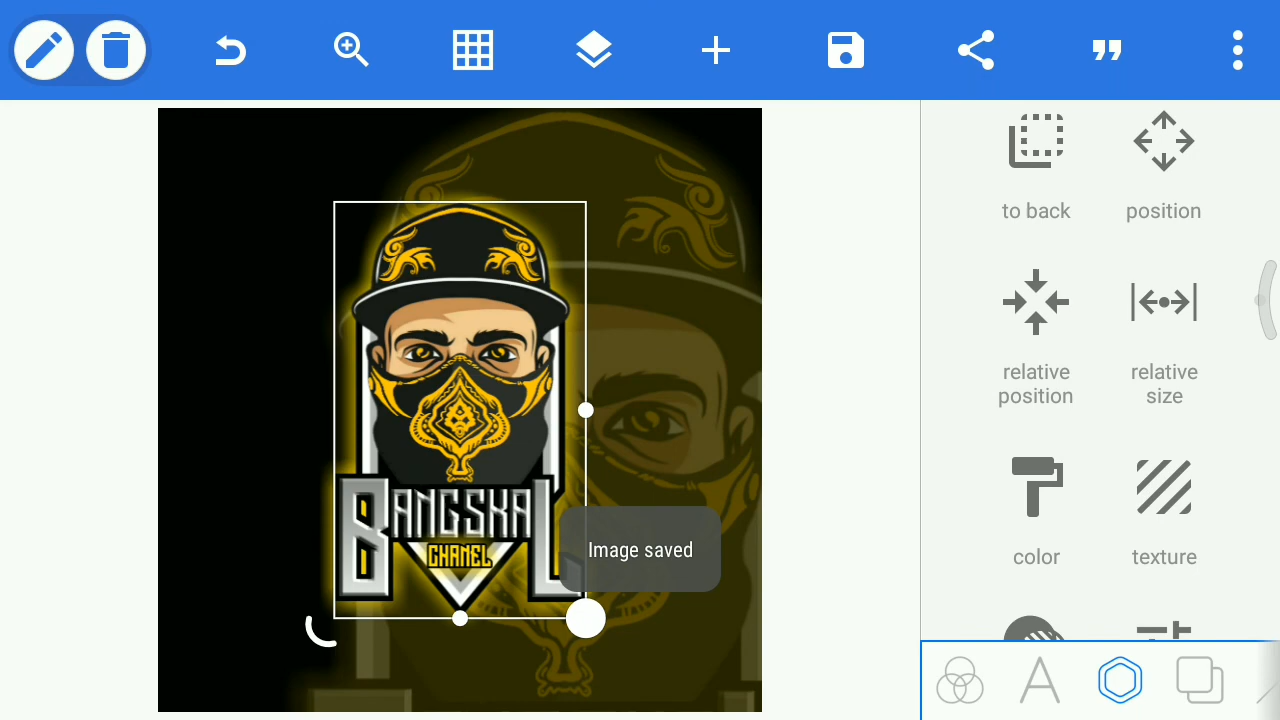 to back
position
relative
position
relative
size
color
texture
BANGSKAL
CHANEL
Image saved